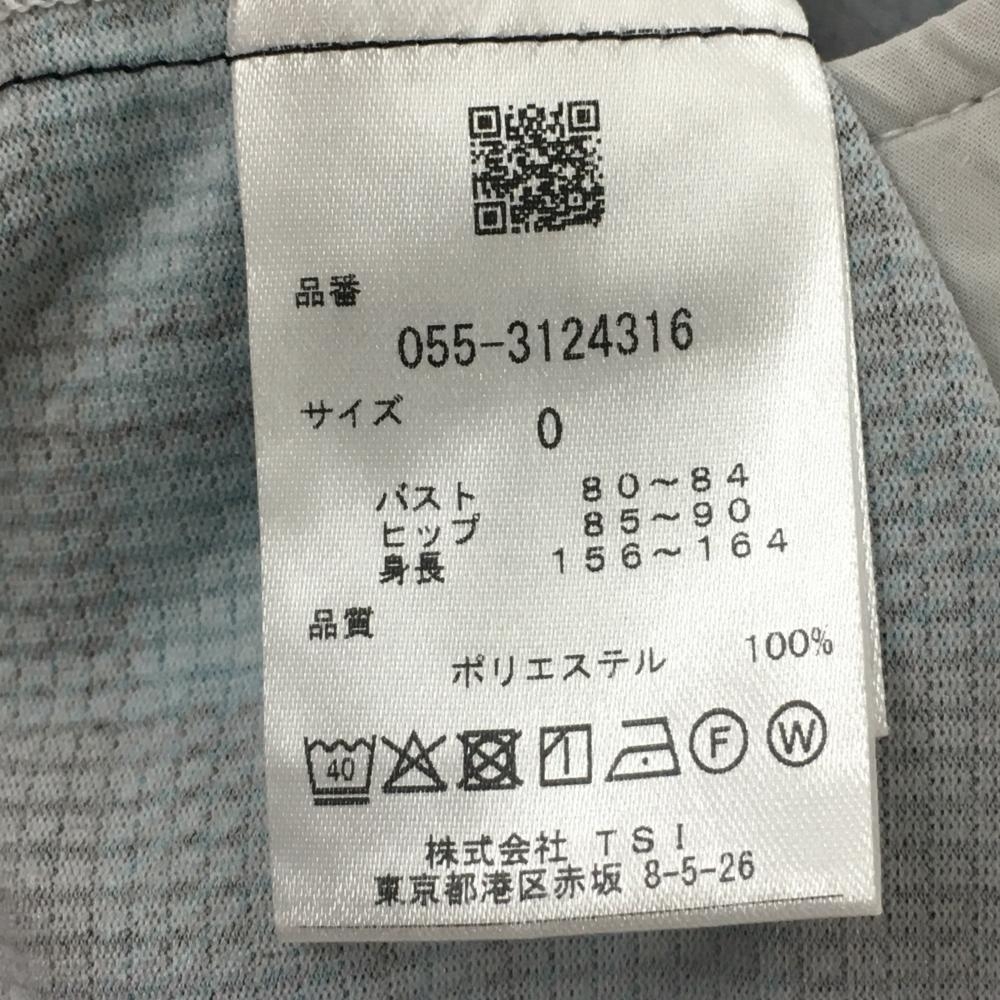 品番
055-3124316
サイズ 0
バスト 80~84
ヒップ 85~90
身長 156~164
品質
ポリエステル 100%
40 F W
株式会社 TSI
東京都港区赤坂 8-5-26